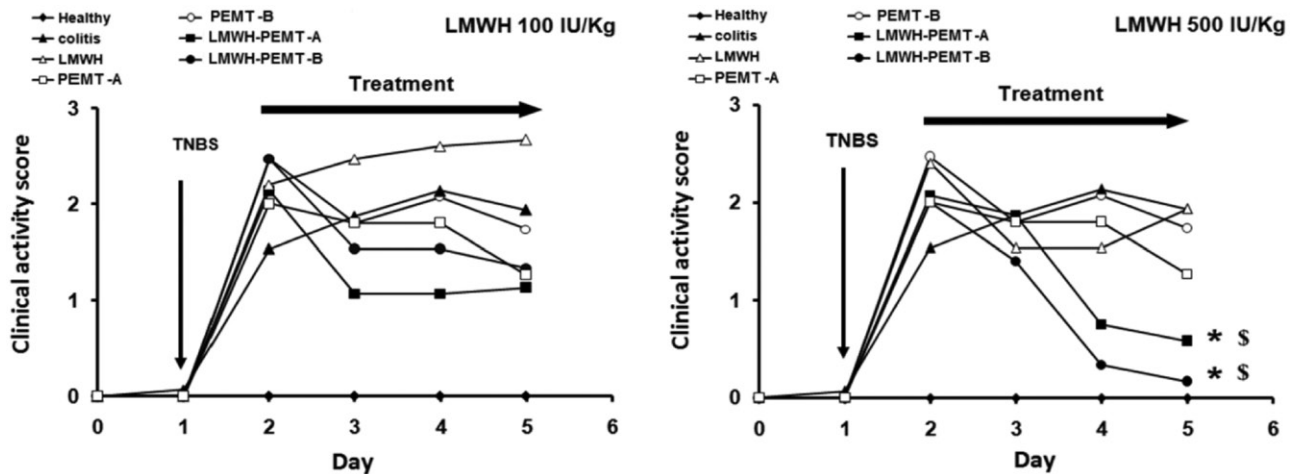 Healthy
colitis
LMWH
PEMT-A
PEMT-B
LMWH-PEMT-A
LMWH-PEMT-B
LMWH 100 IU/Kg
Treatment
TNBS
Clinical activity score
3
2
1
0
0 1 2 3 4 5 6
Day
Healthy
colitis
LMWH
PEMT-A
PEMT-B
LMWH-PEMT-A
LMWH-PEMT-B
LMWH 500 IU/Kg
Treatment
TNBS
Clinical activity score
3
2
1
0
* $
* $
0 1 2 3 4 5 6
Day